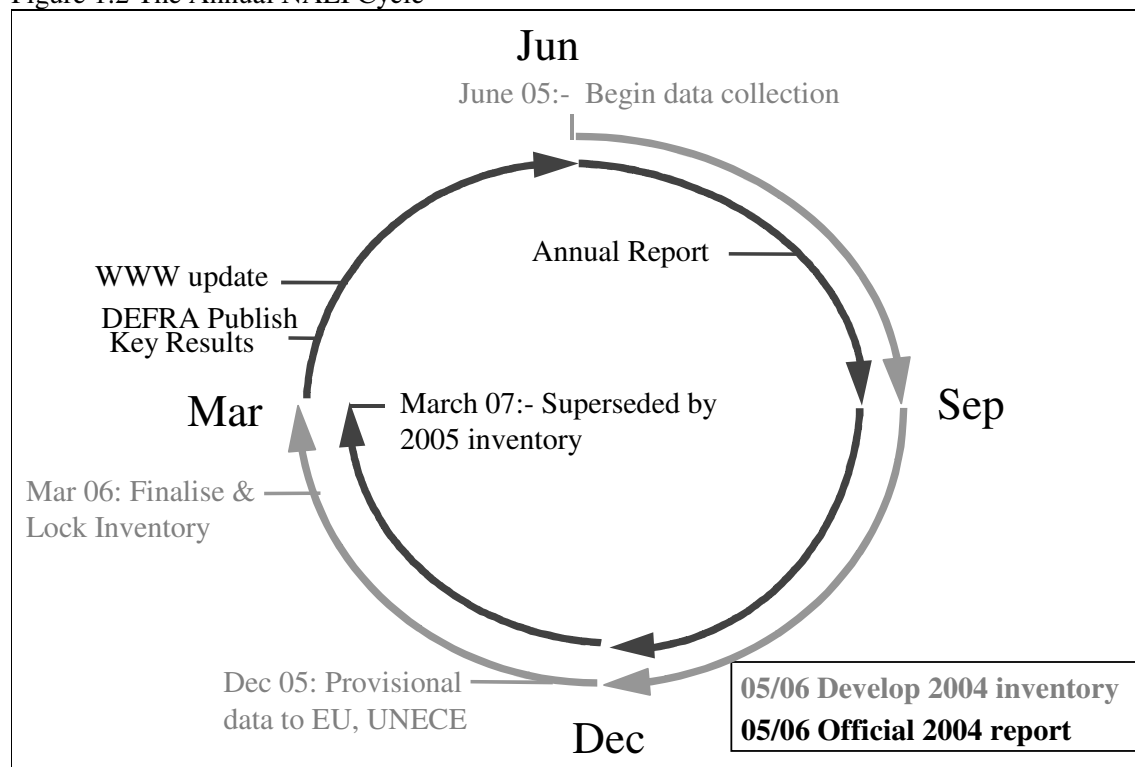 Figure 1.2 The Annual NAEI Cycle
Jun
June 05:- Begin data collection
Annual Report
WWW update
DEFRA Publish
Key Results
Mar
March 07:- Superseded by
2005 inventory
Sep
Mar 06: Finalise &
Lock Inventory
Dec 05: Provisional
data to EU, UNECE
Dec
05/06 Develop 2004 inventory
05/06 Official 2004 report